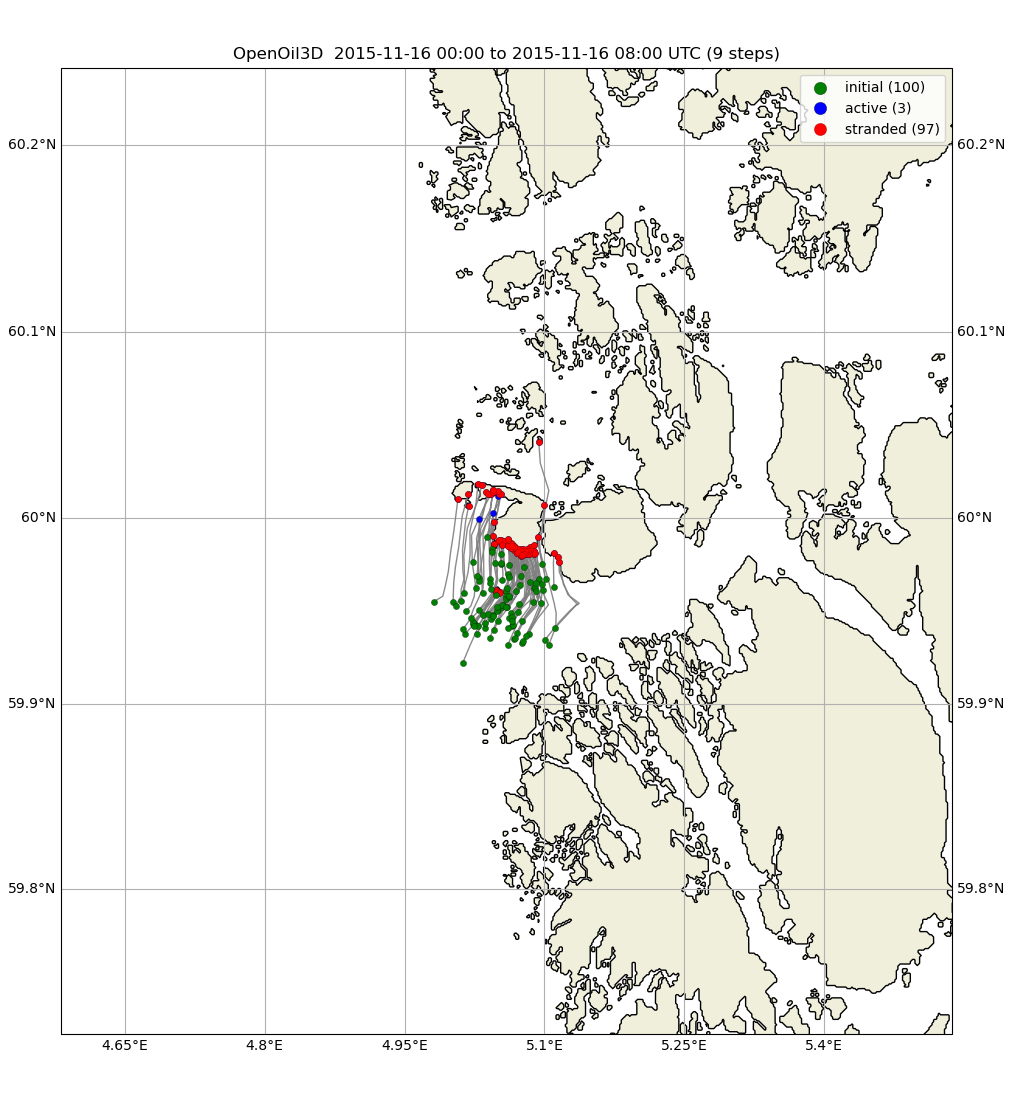 OpenOil3D  2015-11-16 00:00 to 2015-11-16 08:00 UTC (9 steps)
initial (100)
active (3)
stranded (97)
60.2°N 60.2°N
60.1°N 60.1°N
60°N 60°N
59.9°N 59.9°N
59.8°N 59.8°N
4.65°E 4.8°E 4.95°E 5.1°E 5.25°E 5.4°E